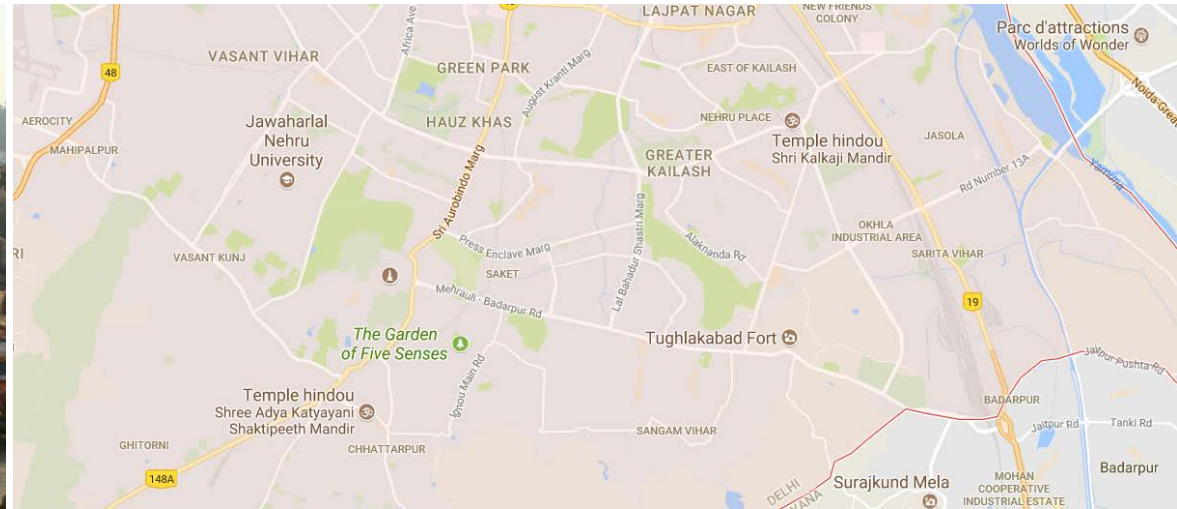 LAJPAT NAGAR
NEW FRIENDS
COLONY
Parc d'attractions
Worlds of Wonder
VASANT VIHAR
Africa Ave
GREEN PARK
August Kranti Marg
EAST OF KAILASH
48
Noida-Great
AEROCITY
Jawaharlal
Nehru
University
HAUZ KHAS
NEHRU PLACE
Temple hindou
Shri Kalkaji Mandir
JASOLA
MAHIPALPUR
GREATER
KAILASH
Yamuna
Rd Number 13A
Sri Aurobindo Marg
OKHLA
INDUSTRIAL AREA
RI
VASANT KUNJ
Press Enclave Marg
SAKET
Lal Bahadur Shastri Marg
Alaknanda Rd
SARITA VIHAR
Mehrauli - Badarpur Rd
19
The Garden
of Five Senses
Tughlakabad Fort
Jaitpur Pushta Rd
Ignou Main Rd
Temple hindou
Shree Adya Katyayani
Shaktipeeth Mandir
BADARPUR
Jaitpur Rd
Tanki Rd
GHITORNI
CHHATTARPUR
SANGAM VIHAR
Badarpur
148A
DELHI
YANA
Surajkund Mela
MOHAN
COOPERATIVE
INDUSTRIAL ESTATE